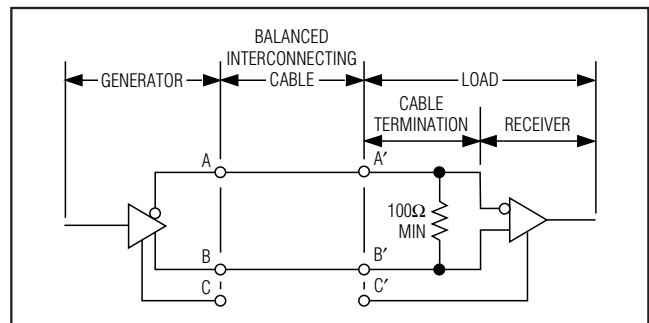 BALANCED
INTERCONNECTING
GENERATOR CABLE LOAD
CABLE
TERMINATION RECEIVER
A A′
100Ω
MIN
B B′
C C′